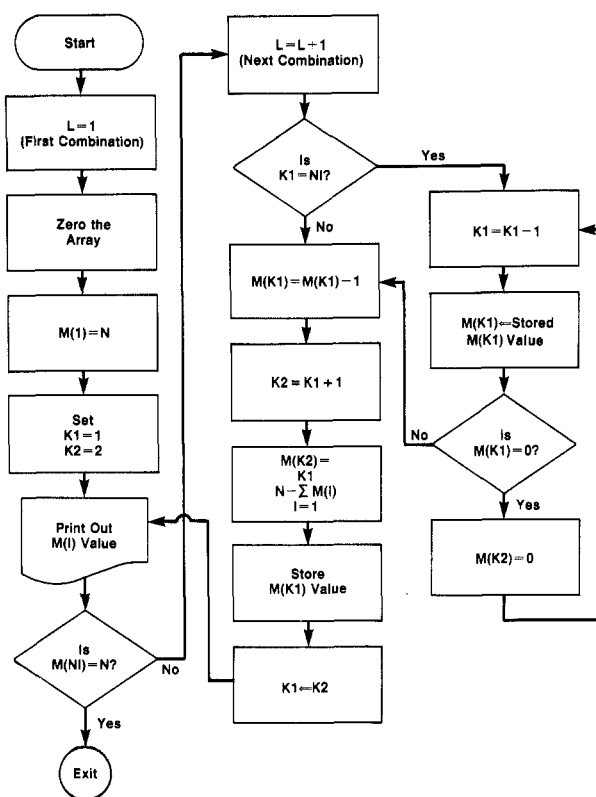 Start
L=1
(First Combination)
Zero the
Array
M(1)=N
Set
K1=1
K2=2
Print Out
M(I) Value
Is
M(NI)=N?
No
Yes
Exit
L=L+1
(Next Combination)
Is
K1=NI?
Yes
No
M(K1)=M(K1)-1
K2=K1+1
M(K2)=
K1
N-∑ M(I)
I=1
Store
M(K1) Value
K1⇐K2
K1=K1-1
M(K1)⇐Stored
M(K1) Value
Is
M(K1)=0?
No
Yes
M(K2)=0